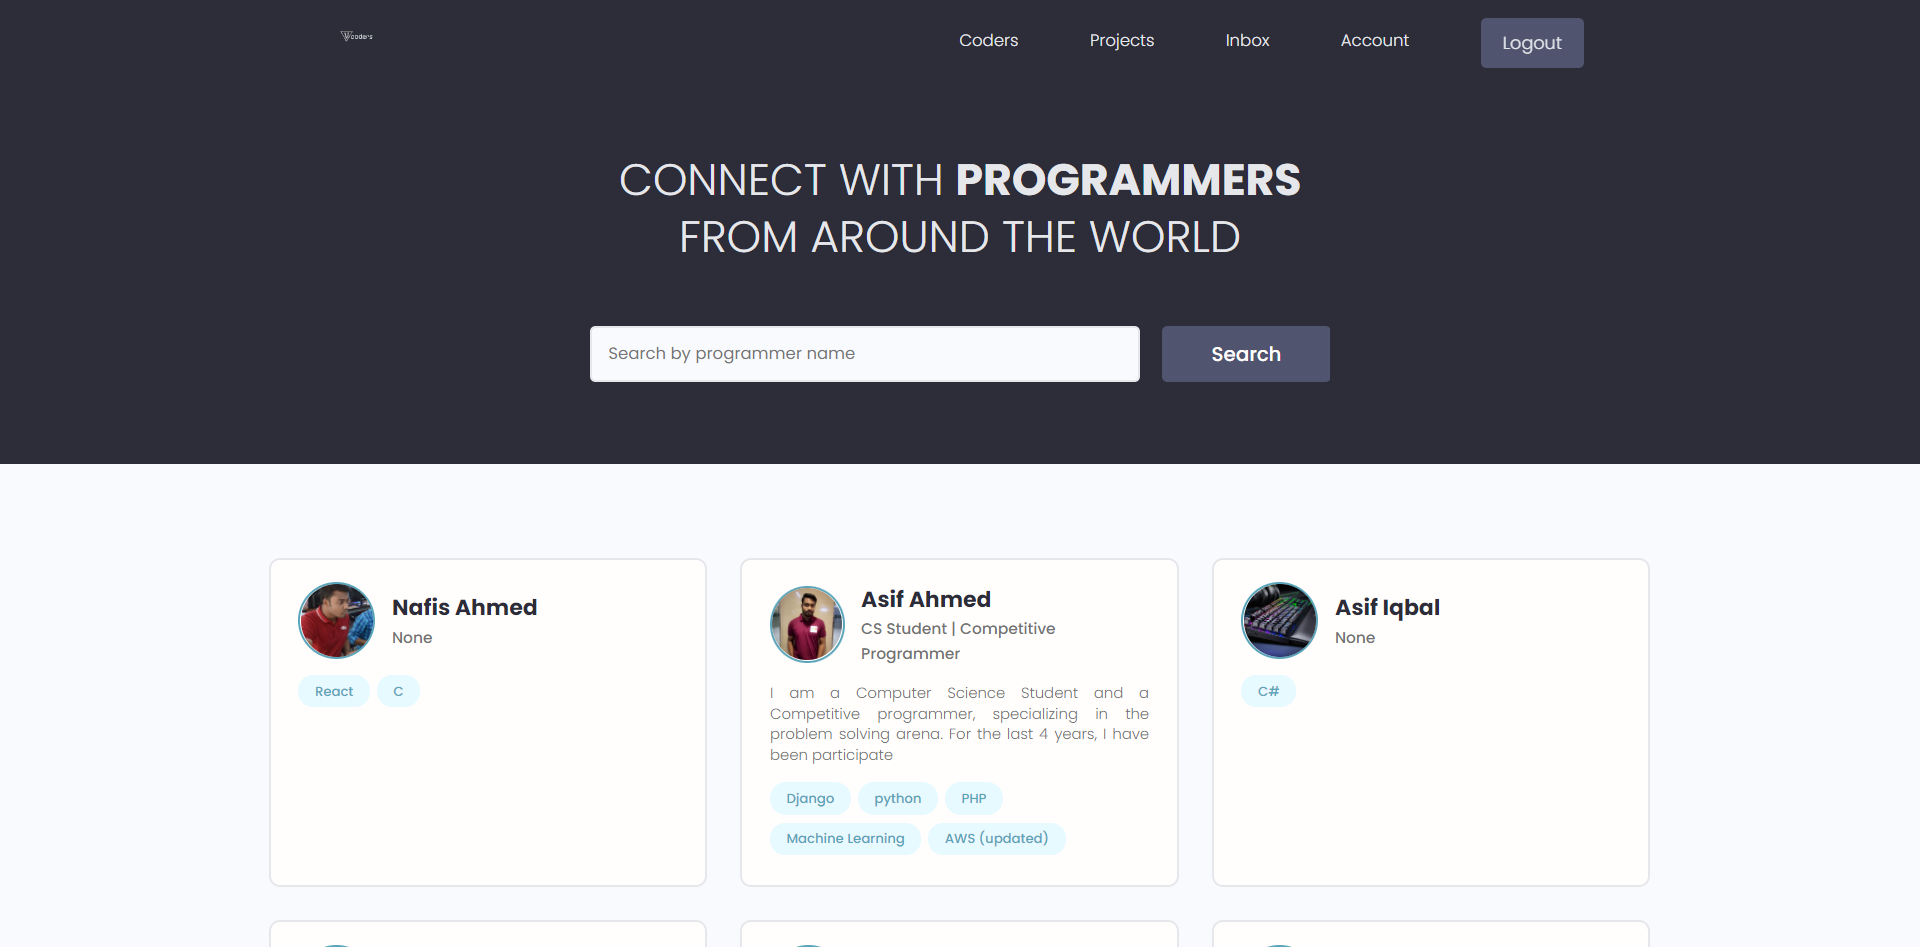 coders
Coders
Projects
Inbox
Account
Logout
CONNECT WITH PROGRAMMERS
FROM AROUND THE WORLD
Search by programmer name
Search
Nafis Ahmed
None
React
C
Asif Ahmed
CS Student | Competitive
Programmer
I am a Computer Science Student and a
Competitive programmer, specializing in the
problem solving arena. For the last 4 years, I have
been participate
Django
python
PHP
Machine Learning
AWS (updated)
Asif Iqbal
None
C#